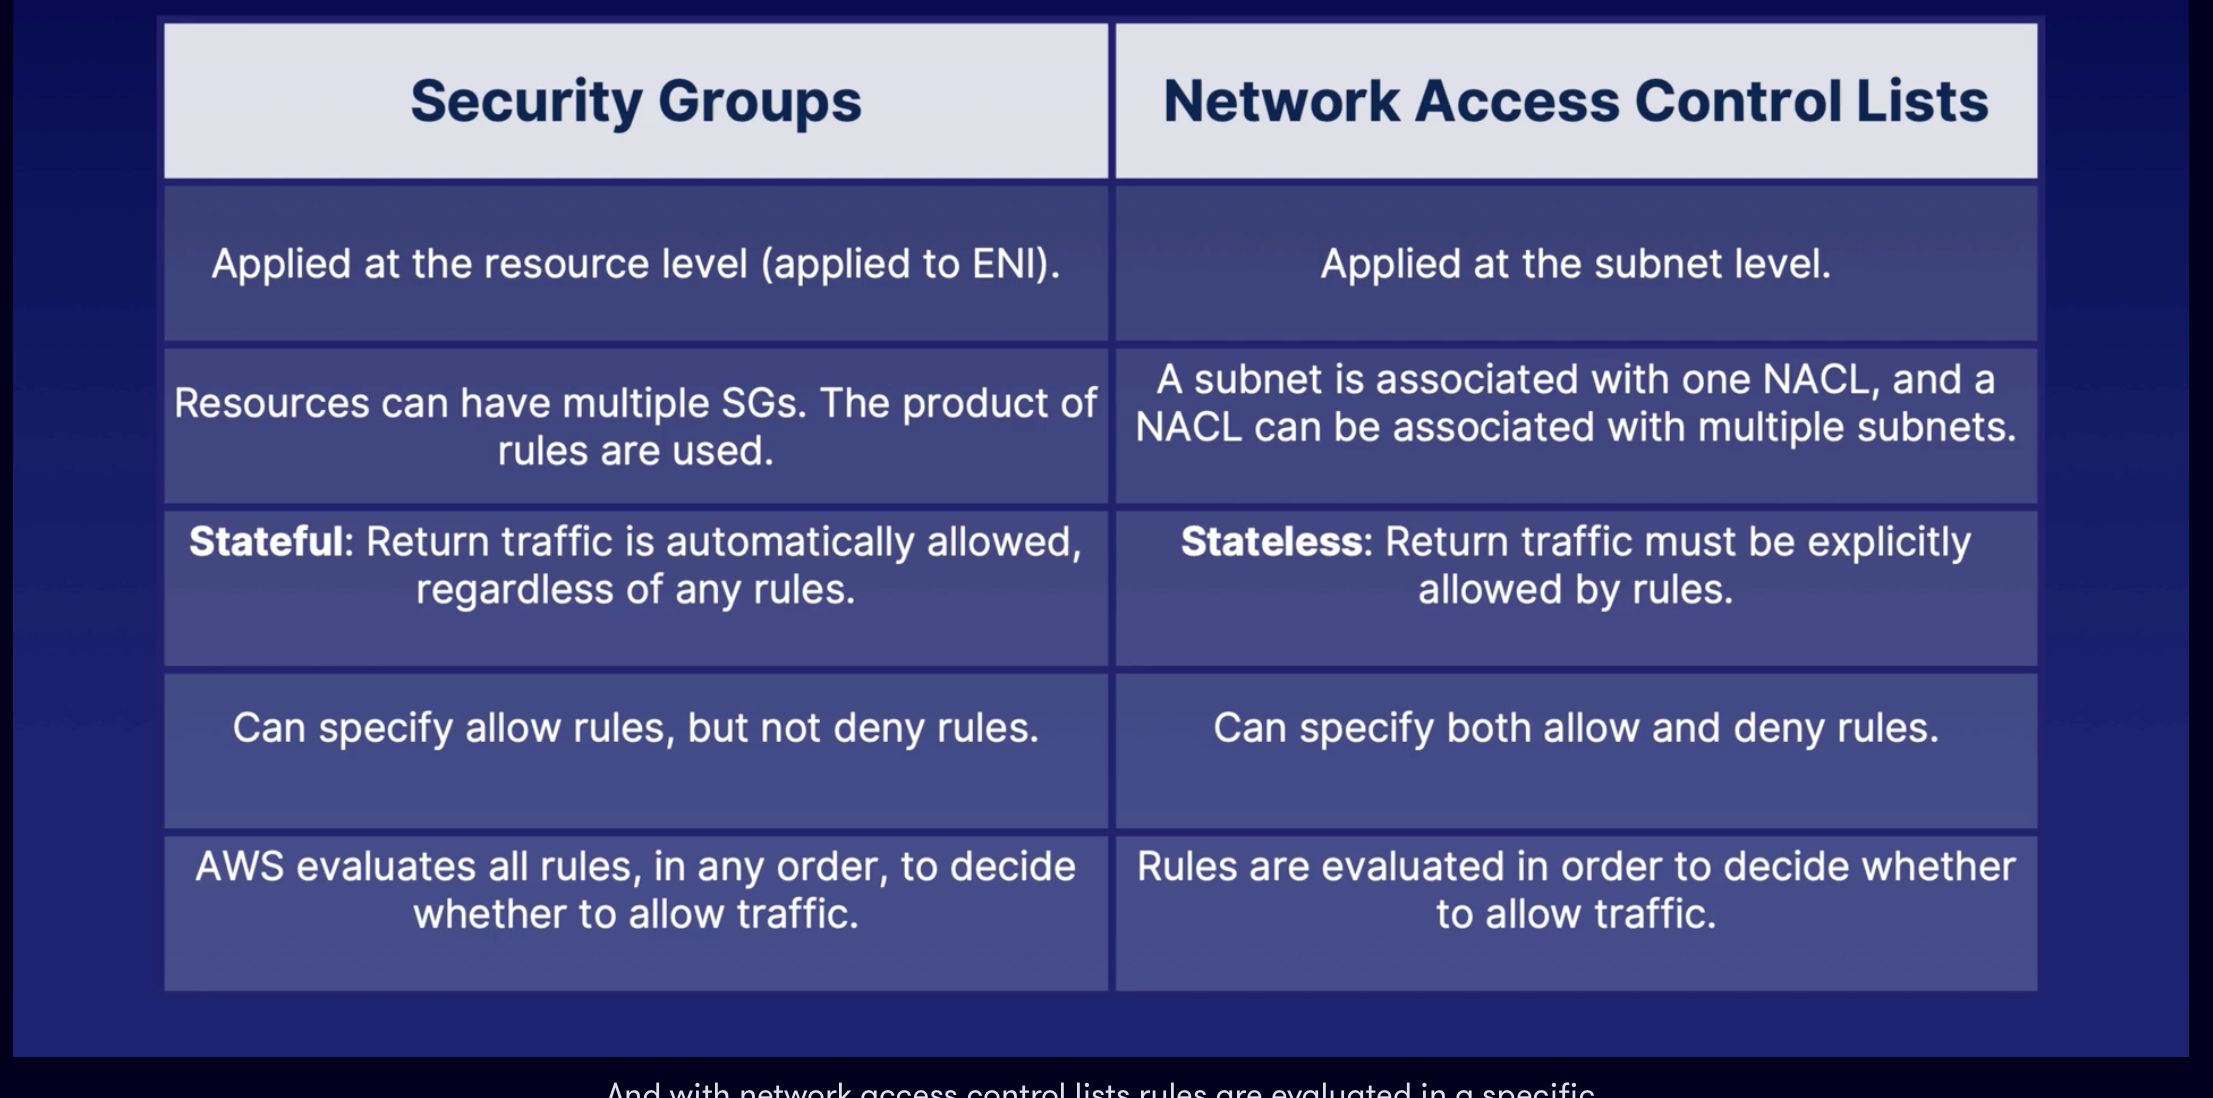 Security Groups
Network Access Control Lists
Applied at the resource level (applied to ENI).
Applied at the subnet level.
Resources can have multiple SGs. The product of
rules are used.
A subnet is associated with one NACL, and a
NACL can be associated with multiple subnets.
Stateful: Return traffic is automatically allowed,
regardless of any rules.
Stateless: Return traffic must be explicitly
allowed by rules.
Can specify allow rules, but not deny rules.
Can specify both allow and deny rules.
AWS evaluates all rules, in any order, to decide
whether to allow traffic.
Rules are evaluated in order to decide whether
to allow traffic.
And with network access control lists rules are evaluated in a specific